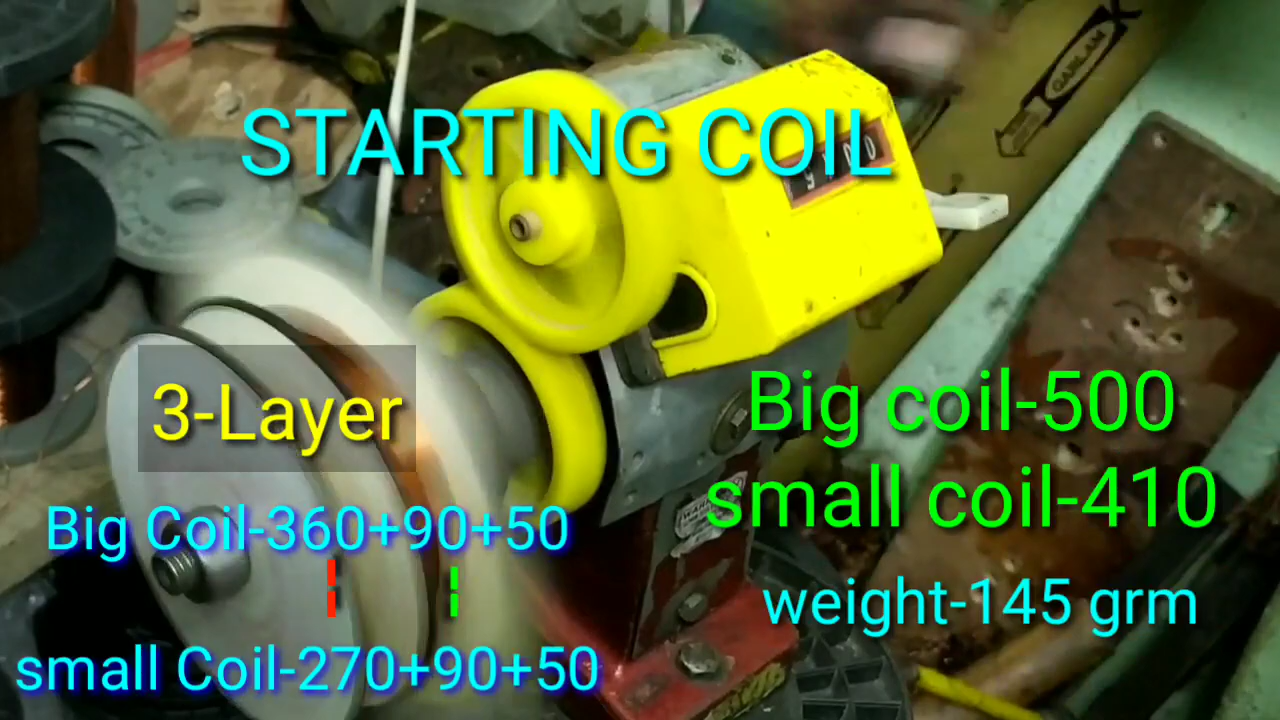 STARTING COIL
3-Layer
Big coil-500
small coil-410
Big Coil-360+90+50
weight-145 grm
small Coil-270+90+50